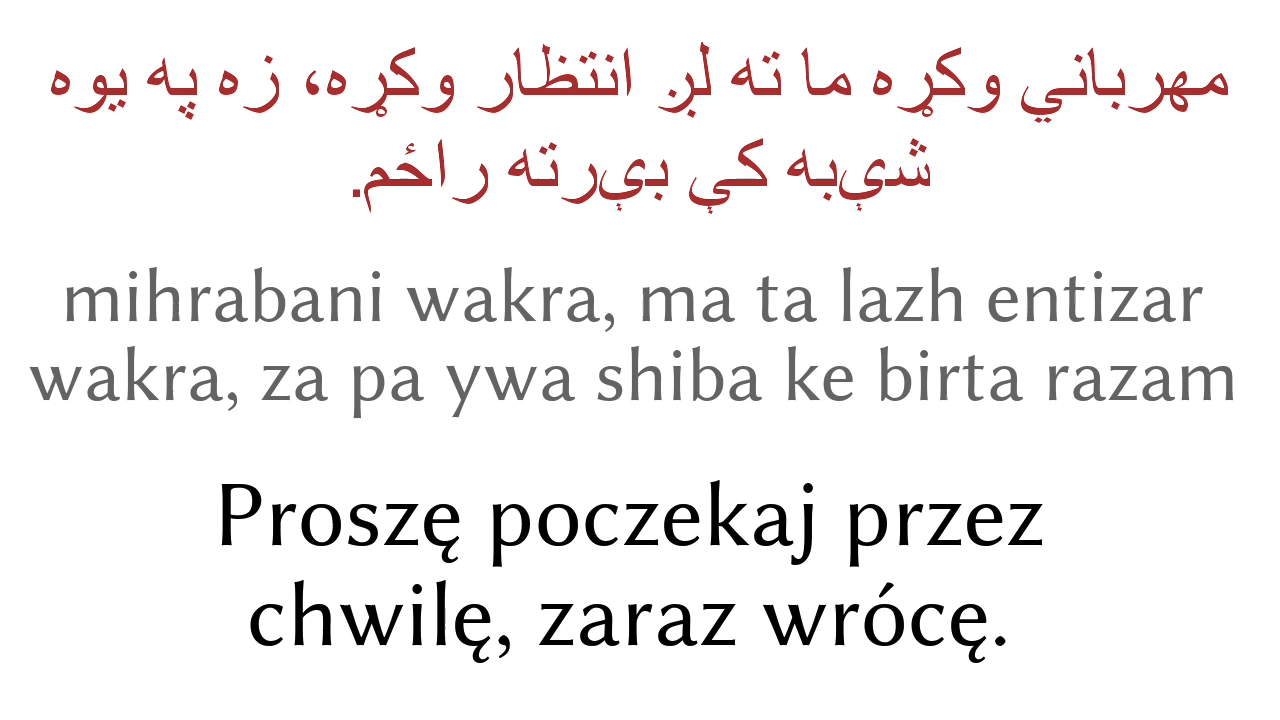 مهرباني وکړه ما ته لږ انتظار وکړه، زه په یوه
شېبه کې بېرته راځم.
mihrabani wakra, ma ta lazh entizar
wakra, za pa ywa shiba ke birta razam
Proszę poczekaj przez
chwilę, zaraz wrócę.